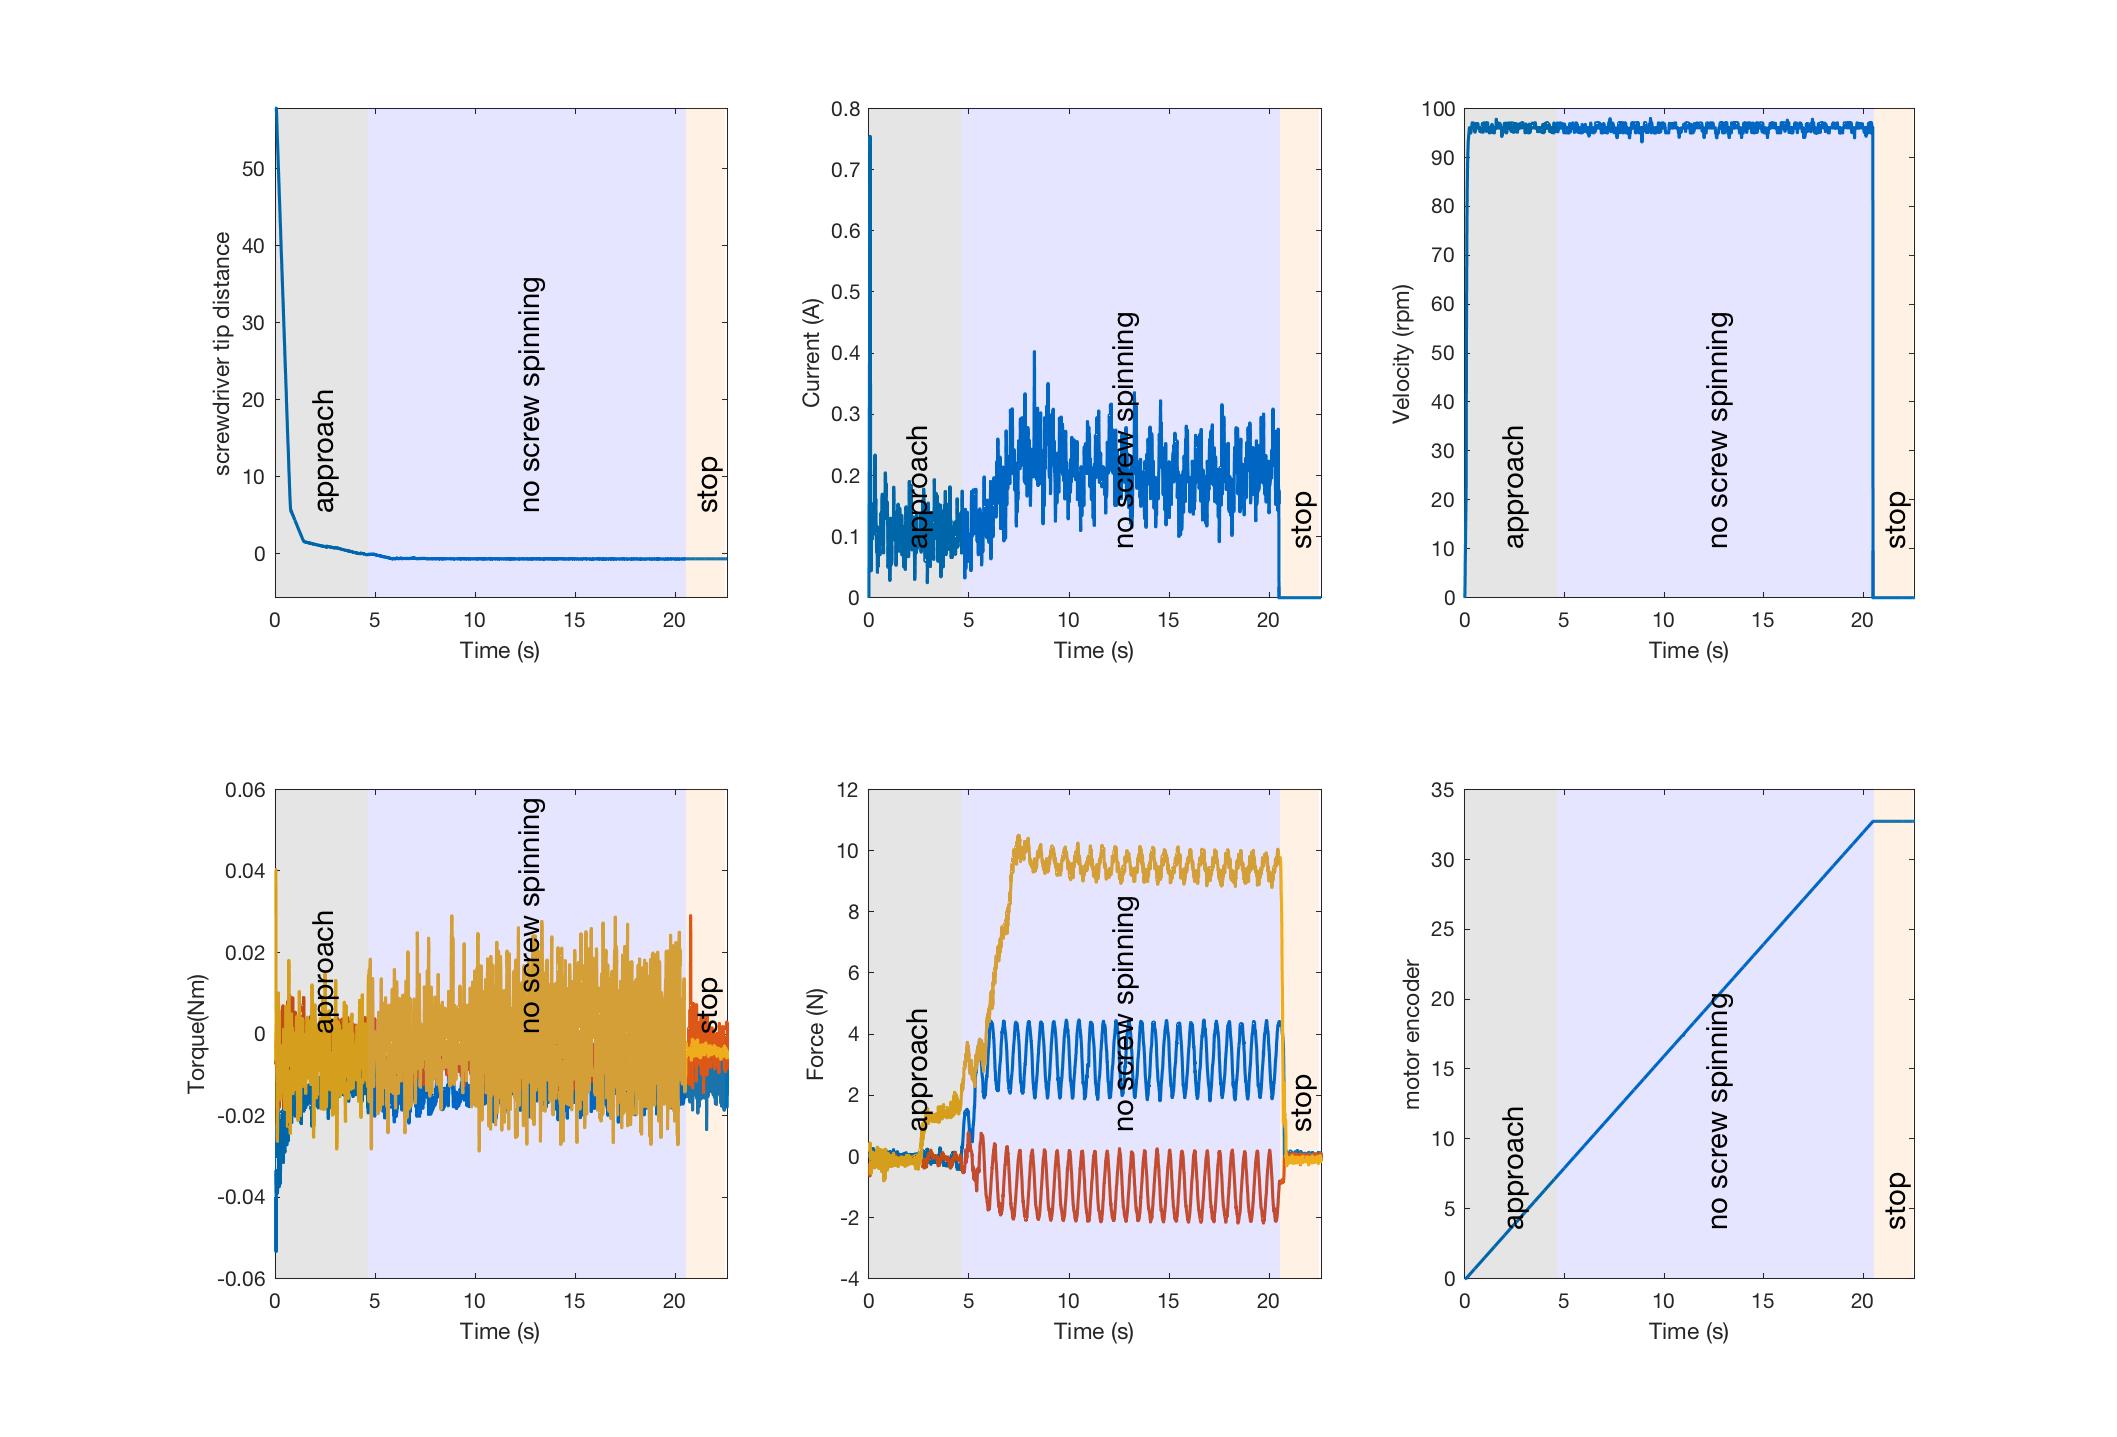 screwdriver tip distance
50
40
30
20
10
0
approach
no screw spinning
stop
0 5 10 15 20
Time (s)
Current (A)
0.8
0.7
0.6
0.5
0.4
0.3
0.2
0.1
0
approach
no screw spinning
stop
0 5 10 15 20
Time (s)
Velocity (rpm)
100
90
80
70
60
50
40
30
20
10
0
approach
no screw spinning
stop
0 5 10 15 20
Time (s)
Torque(Nm)
0.06
0.04
0.02
0
-0.02
-0.04
-0.06
approach
no screw spinning
stop
0 5 10 15 20
Time (s)
Force (N)
12
10
8
6
4
2
0
-2
-4
approach
no screw spinning
stop
0 5 10 15 20
Time (s)
motor encoder
35
30
25
20
15
10
5
0
approach
no screw spinning
stop
0 5 10 15 20
Time (s)